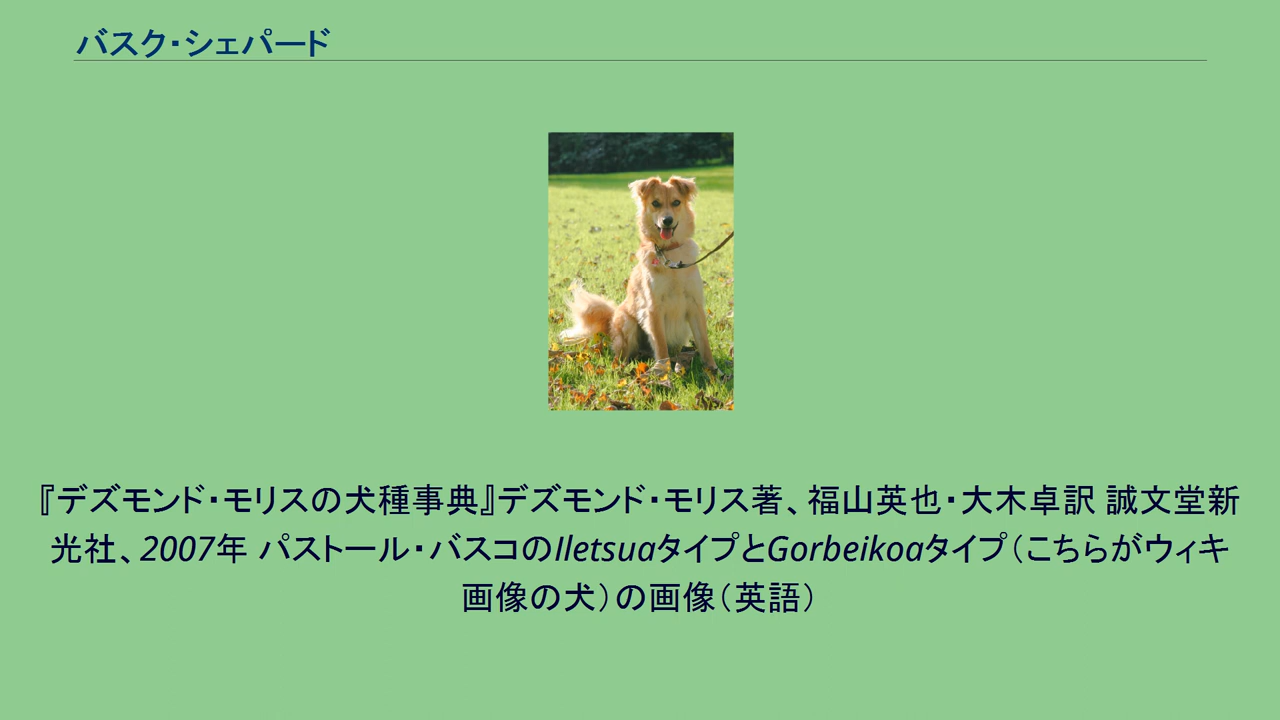 バスク・シェパード
『デズモンド・モリスの犬種事典』デズモンド・モリス著、福山英也・大木卓訳 誠文堂新
光社、2007年 パストール・バスコのIletsuaタイプとGorbeikoaタイプ（こちらがウィキ
画像の犬）の画像（英語）